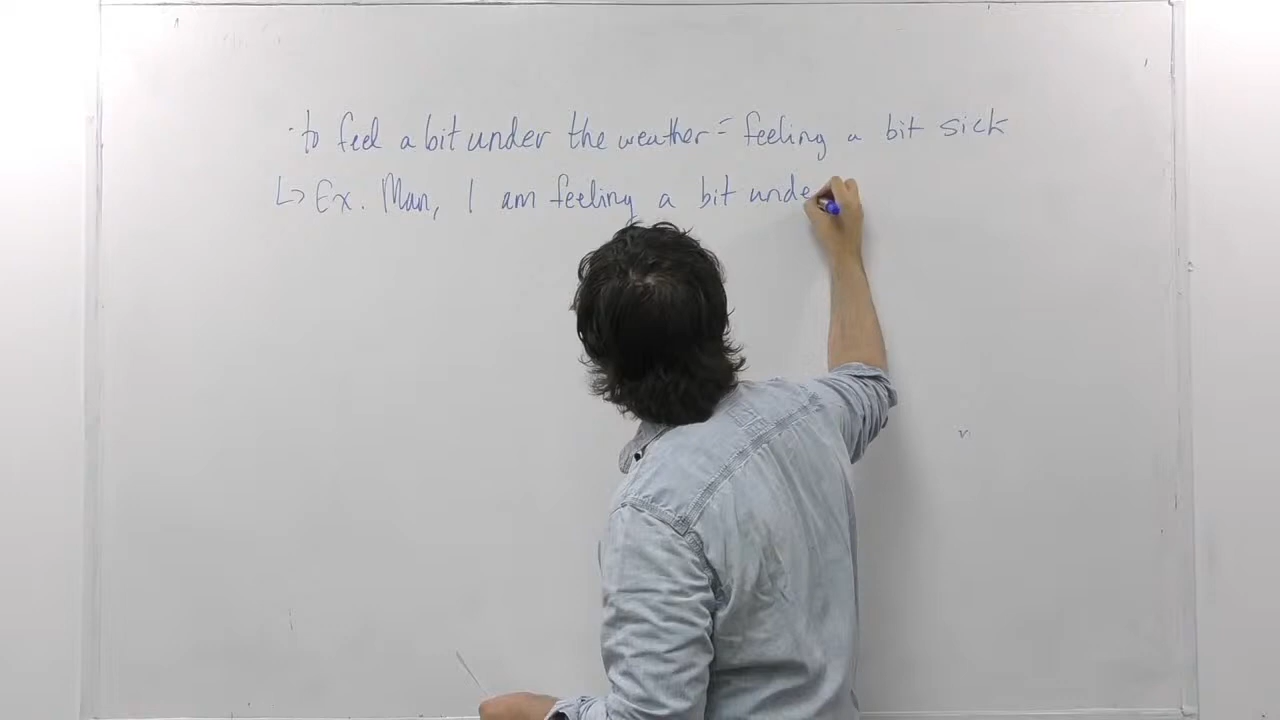 · to feel a bit under the weather = feeling a bit sick
↳ Ex. Man, I am feeling a bit unde